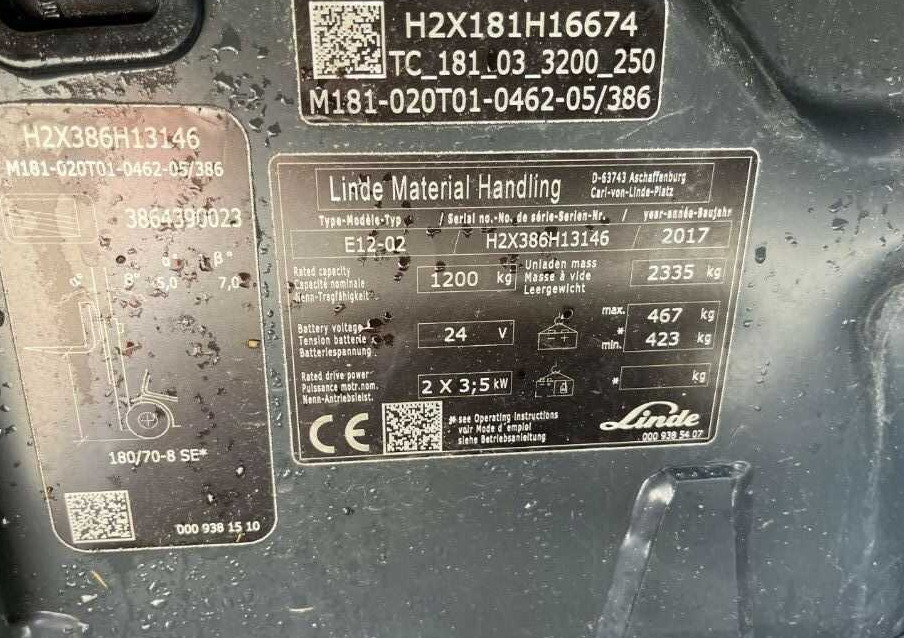 H2X181H16674
TC_181_03_3200_250
M181-020T01-0462-05/386
H2X386H13146
M181-020T01-0462-05/386
3864390023
α° β°
α° β° 5,0 7,0
180/70-8 SE*
000 938 15 10
Linde Material Handling
D-63743 Aschaffenburg
Carl-von-Linde-Platz
Type-Modèle-Typ / Serial no.-No. de série-Serien-Nr. / year-année-Baujahr
E12-02 / H2X386H13146 / 2017
Rated capacity
Capacité nominale
Nenn-Tragfähigkeit
1200 kg
Unladen mass
Masse à vide
Leergewicht
2335 kg
Battery voltage
Tension batterie
Batteriespannung
24 V
max. 467 kg
*
min. 423 kg
Rated drive power
Puissance motr.nom.
Nenn-Antriebsleist.
2 X 3;5 kW
* kg
CE
*see Operating Instructions
voir Mode d'emploi
siehe Betriebsanleitung
Linde
000 938 54 07